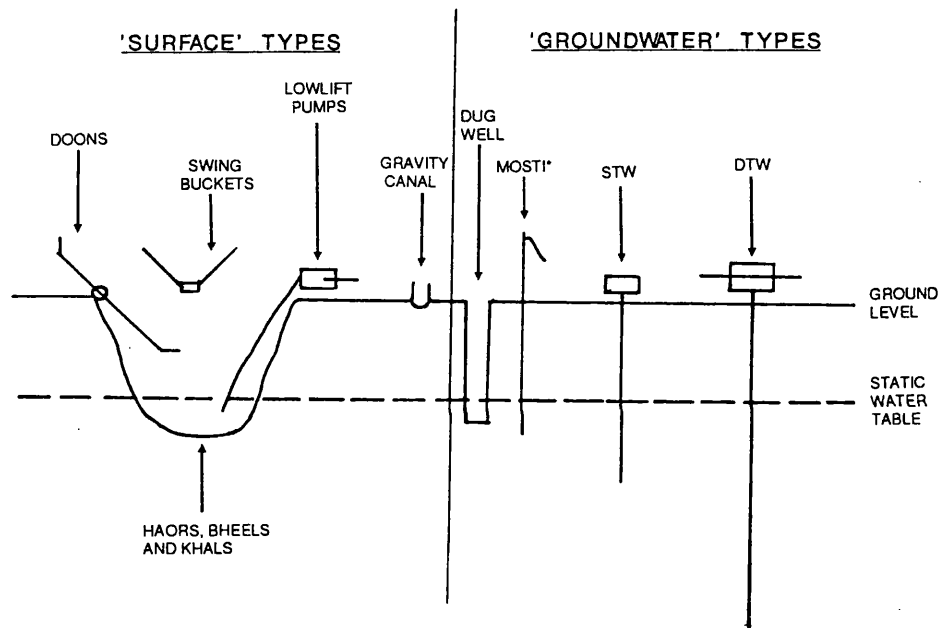 'SURFACE' TYPES
'GROUNDWATER' TYPES
DOONS
SWING
BUCKETS
LOWLIFT
PUMPS
GRAVITY
CANAL
DUG
WELL
MOSTI*
STW
DTW
GROUND
LEVEL
STATIC
WATER
TABLE
HAORS, BHEELS
AND KHALS